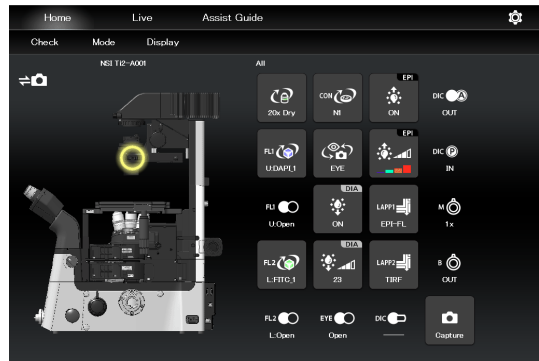 Home Live Assist Guide
Check Mode Display
NSI Ti2-A001
All
20x Dry
CON
N1
EPI
ON
DIC A
OUT
FL1
U:DAPI_1
EYE
EPI
DIC P
IN
FL1
U:Open
DIA
ON
LAPP1
EPI-FL
M
1x
FL2
L:FITC_1
DIA
23
LAPP2
TIRF
B
OUT
FL2
L:Open
EYE
Open
DIC
Capture